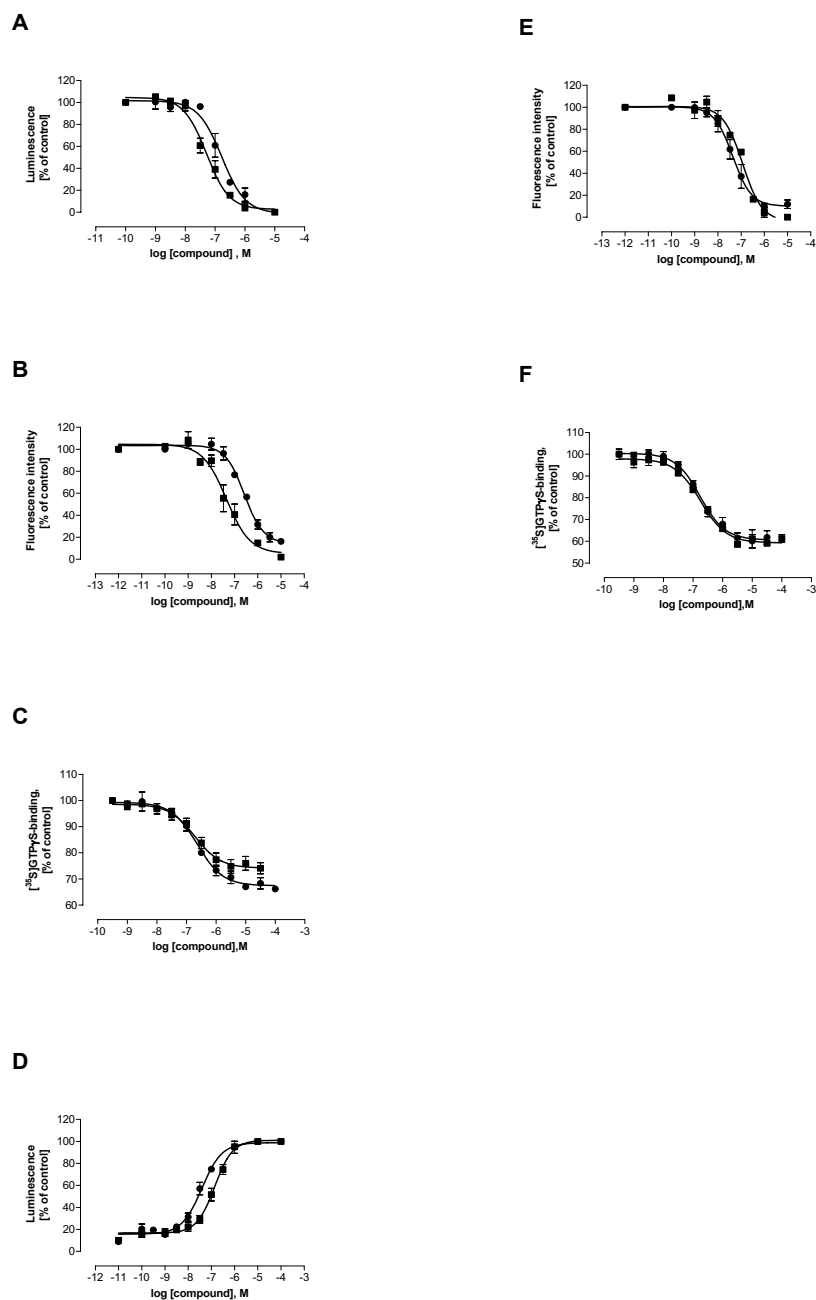 A
Luminescence
[% of control]
120
100
80
60
40
20
0
-11 -10 -9 -8 -7 -6 -5 -4
log [compound] , M
B
Fluorescence intensity
[% of control]
120
100
80
60
40
20
0
-13 -12 -11 -10 -9 -8 -7 -6 -5 -4
log [compound], M
C
[35S]GTPγS-binding,
[% of control]
110
100
90
80
70
60
-10 -9 -8 -7 -6 -5 -4 -3
log [compound],M
D
Luminescence
[% of control]
120
100
80
60
40
20
0
-12 -11 -10 -9 -8 -7 -6 -5 -4 -3
log [compound], M
E
Fluorescence intensity
[% of control]
120
100
80
60
40
20
0
-13 -12 -11 -10 -9 -8 -7 -6 -5 -4
log [compound], M
F
[35S]GTPγS-binding,
[% of control]
110
100
90
80
70
60
50
-10 -9 -8 -7 -6 -5 -4 -3
log [compound],M